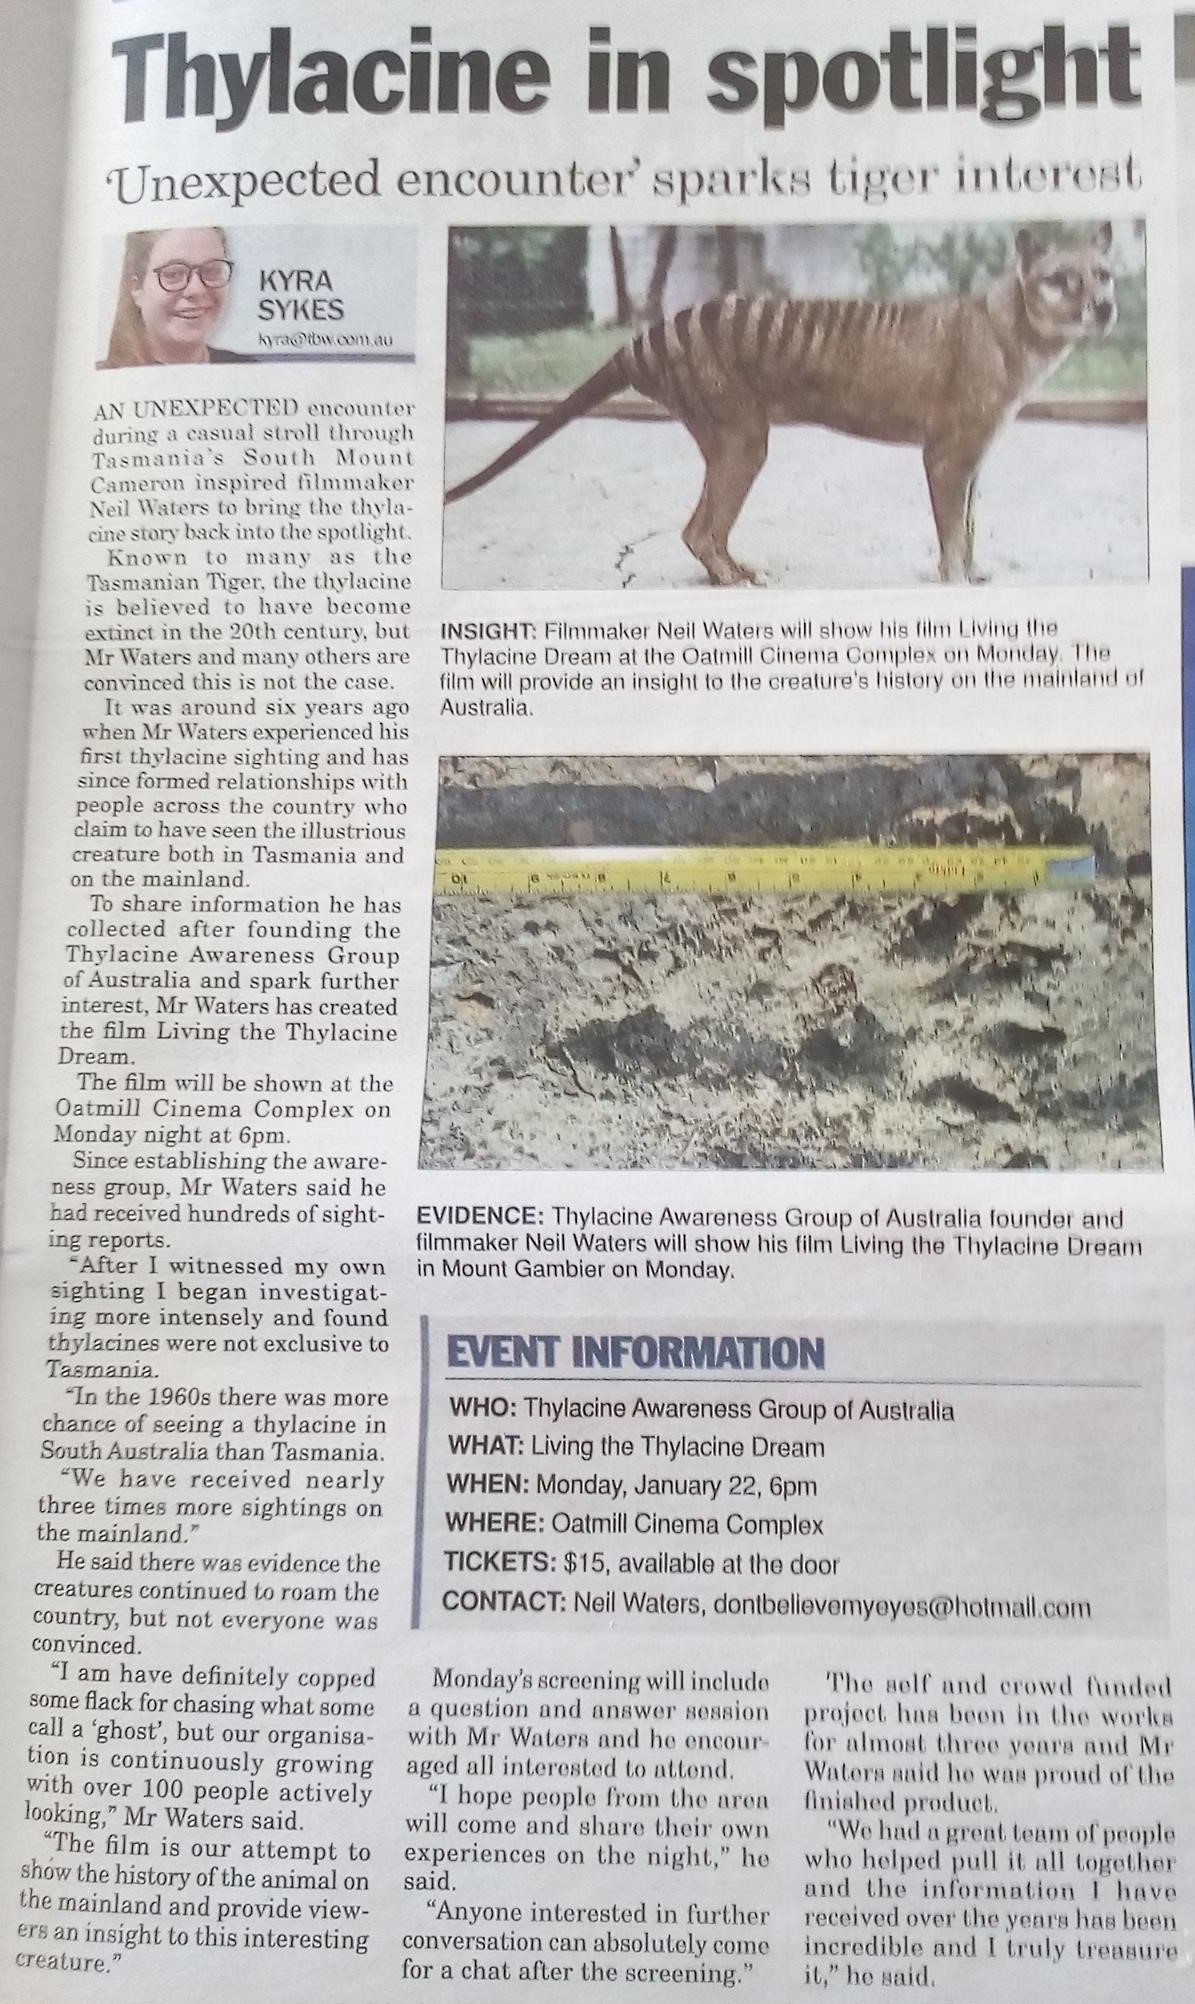 Thylacine in spotlight
'Unexpected encounter' sparks tiger interest
KYRA
SYKES
kyra@tbw.com.au
AN UNEXPECTED encounter
during a casual stroll through
Tasmania's South Mount
Cameron inspired filmmaker
Neil Waters to bring the thyla-
cine story back into the spotlight.
Known to many as the
Tasmanian Tiger, the thylacine
is believed to have become
extinct in the 20th century, but
Mr Waters and many others are
convinced this is not the case.
It was around six years ago
when Mr Waters experienced his
first thylacine sighting and has
since formed relationships with
people across the country who
claim to have seen the illustrious
creature both in Tasmania and
on the mainland.
To share information he has
collected after founding the
Thylacine Awareness Group
of Australia and spark further
interest, Mr Waters has created
the film Living the Thylacine
Dream.
The film will be shown at the
Oatmill Cinema Complex on
Monday night at 6pm.
Since establishing the aware-
ness group, Mr Waters said he
had received hundreds of sight-
ing reports.
"After I witnessed my own
sighting I began investigat-
ing more intensely and found
thylacines were not exclusive to
Tasmania.
"In the 1960s there was more
chance of seeing a thylacine in
South Australia than Tasmania.
"We have received nearly
three times more sightings on
the mainland."
He said there was evidence the
creatures continued to roam the
country, but not everyone was
convinced.
"I am have definitely copped
some flack for chasing what some
call a 'ghost', but our organisa-
tion is continuously growing
with over 100 people actively
looking," Mr Waters said.
"The film is our attempt to
show the history of the animal on
the mainland and provide view-
ers an insight to this interesting
creature."
INSIGHT: Filmmaker Neil Waters will show his film Living the
Thylacine Dream at the Oatmill Cinema Complex on Monday. The
film will provide an insight to the creature's history on the mainland of
Australia.
10 9 8 7 6 5 4
EVIDENCE: Thylacine Awareness Group of Australia founder and
filmmaker Neil Waters will show his film Living the Thylacine Dream
in Mount Gambier on Monday.
EVENT INFORMATION
WHO: Thylacine Awareness Group of Australia
WHAT: Living the Thylacine Dream
WHEN: Monday, January 22, 6pm
WHERE: Oatmill Cinema Complex
TICKETS: $15, available at the door
CONTACT: Neil Waters, dontbelievemyeyes@hotmail.com
Monday's screening will include
a question and answer session
with Mr Waters and he encour-
aged all interested to attend.
"I hope people from the area
will come and share their own
experiences on the night," he
said.
"Anyone interested in further
conversation can absolutely come
for a chat after the screening."
The self and crowd funded
project has been in the works
for almost three years and Mr
Waters said he was proud of the
finished product.
"We had a great team of people
who helped pull it all together
and the information I have
received over the years has been
incredible and I truly treasure
it," he said.